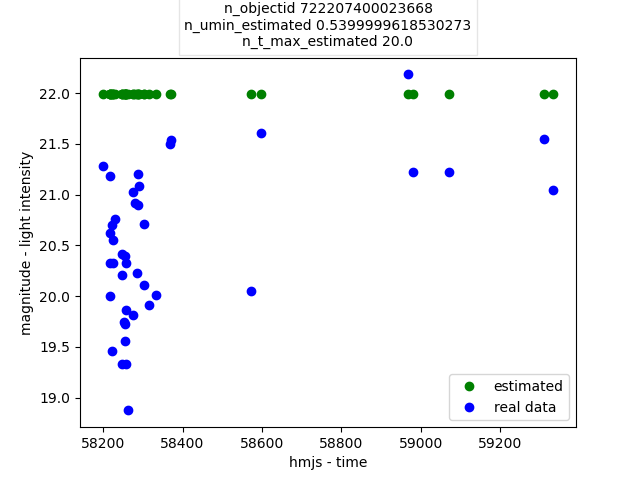 n_objectid 722207400023668
n_umin_estimated 0.5399999618530273
n_t_max_estimated 20.0
22.0
21.5
21.0
20.5
20.0
19.5
19.0
magnitude - light intensity
estimated
real data
58200 58400 58600 58800 59000 59200
hmjs - time